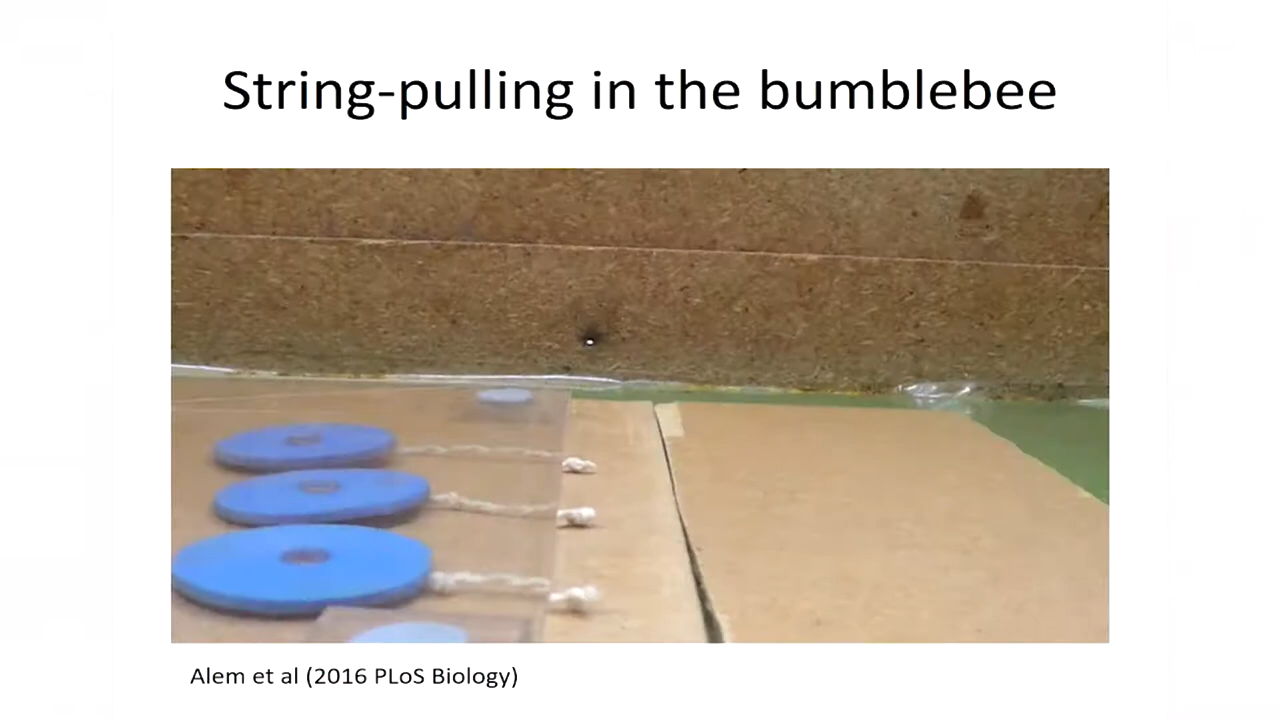 String-pulling in the bumblebee
Alem et al (2016 PLoS Biology)